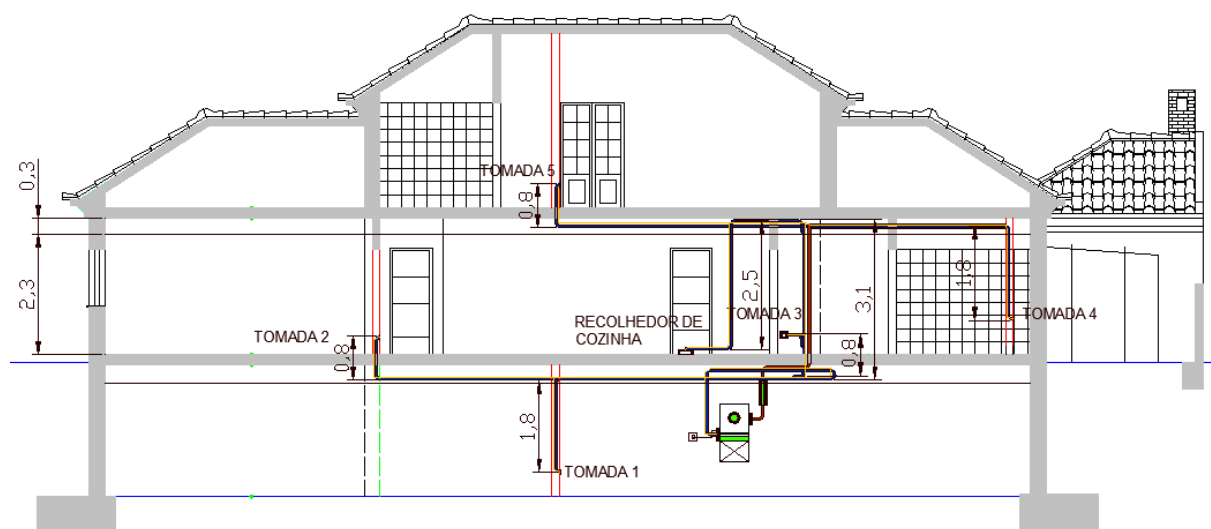 TOMADA 5
0,3
0,8
2,3
2,5
3,1
1,8
TOMADA 2
RECOLHEDOR DE
COZINHA
TOMADA 3
TOMADA 4
0,8
0,8
1,8
TOMADA 1